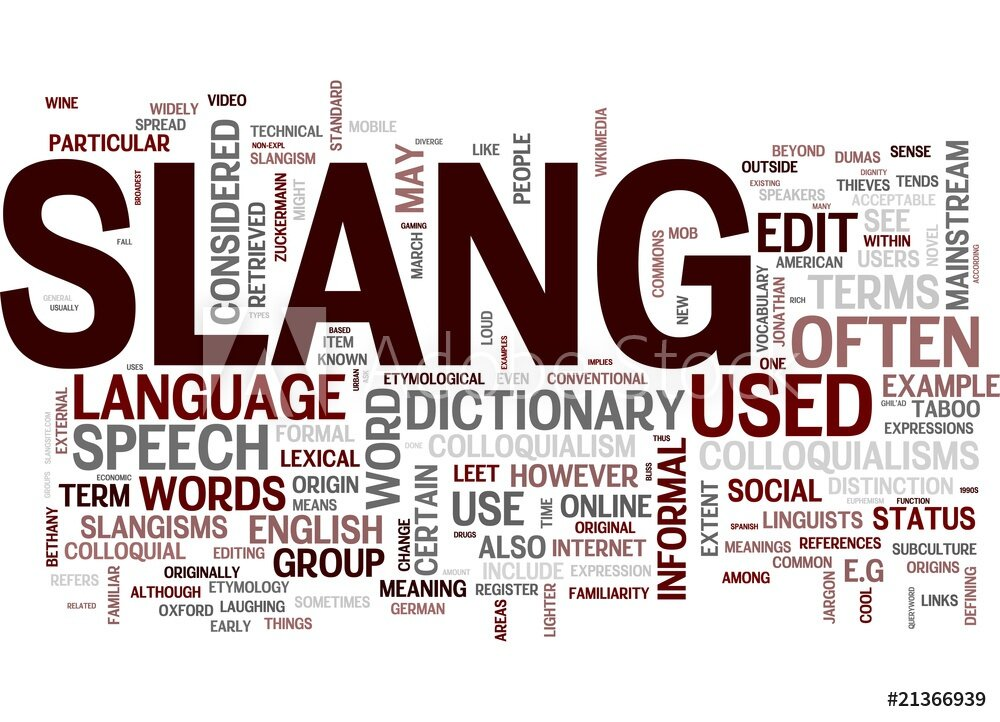 WINE
WIDELY
VIDEO
SPREAD
PARTICULAR
CONSIDERED
TECHNICAL
NON-EXPL
SLANGISM
STANDARD
MOBILE
DIVERGE
LIKE
PEOPLE
WIKIMEDIA
BROADEST
MIGHT
ZUCKERMANN
RETRIEVED
MAY
GAMING
MARCH
COMMONS
MOB
NEW
BEYOND
DUMAS
SENSE
OUTSIDE
DIGNITY
EXISTING
THIEVES
TENDS
SPEAKERS
ACCEPTABLE
MANY
MAINSTREAM
EDIT
SEE
WITHIN
NOVEL
AMERICAN
USERS
ACCORDING
VOCABULARY
JONATHAN
RICH
TERMS
SLANG
FALL
GENERAL
USUALLY
TYPES
BASED
ITEM
KNOWN
LOUD
EXAMPLES
OFTEN
USES
URBAN
ASK
ETYMOLOGICAL
EVEN
CONVENTIONAL
IMPLIES
ONE
LANGUAGE
WORD
DICTIONARY
USED
EXAMPLE
GHIL'AD
TABOO
EXPRESSIONS
SLANGSITE.COM
EXTERNAL
SPEECH
FORMAL
DONE
COLLOQUIALISM
THUS
COLLOQUIALISMS
LEXICAL
GROUPS
ECONOMIC
TERM
WORDS
ORIGIN
MEANS
CERTAIN
LEET
HOWEVER
BLISS
INFORMAL
EXTENT
SOCIAL
DISTINCTION
EUPHEMISM
FUNCTION
1990S
USE
TIME
ONLINE
ORIGINAL
SPANISH
LINGUISTS
STATUS
BETHANY
SLANGISMS
ENGLISH
CHANGE
DRUGS
ALSO
INTERNET
MEANINGS
REFERENCES
SUBCULTURE
COLLOQUIAL
EDITING
GROUP
COMMON
ORIGINS
REFERS
FAMILIAR
ORIGINALLY
AMOUNT
INCLUDE
EXPRESSION
AMONG
JARGON
E.G
COOL
QUERYWORD
LINKS
DEFINING
ALTHOUGH
ETYMOLOGY
MEANING
REGISTER
FAMILIARITY
RELATED
OXFORD
LAUGHING
SOMETIMES
GERMAN
AREAS
LIGHTER
EARLY
THINGS
Adobe Stock
#21366939